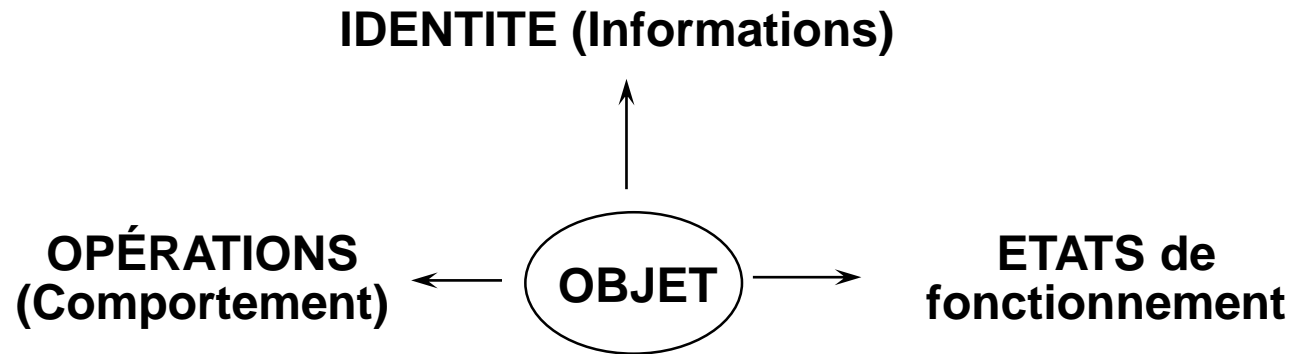 IDENTITE (Informations)
OPÉRATIONS
(Comportement)
OBJET
ETATS de
fonctionnement